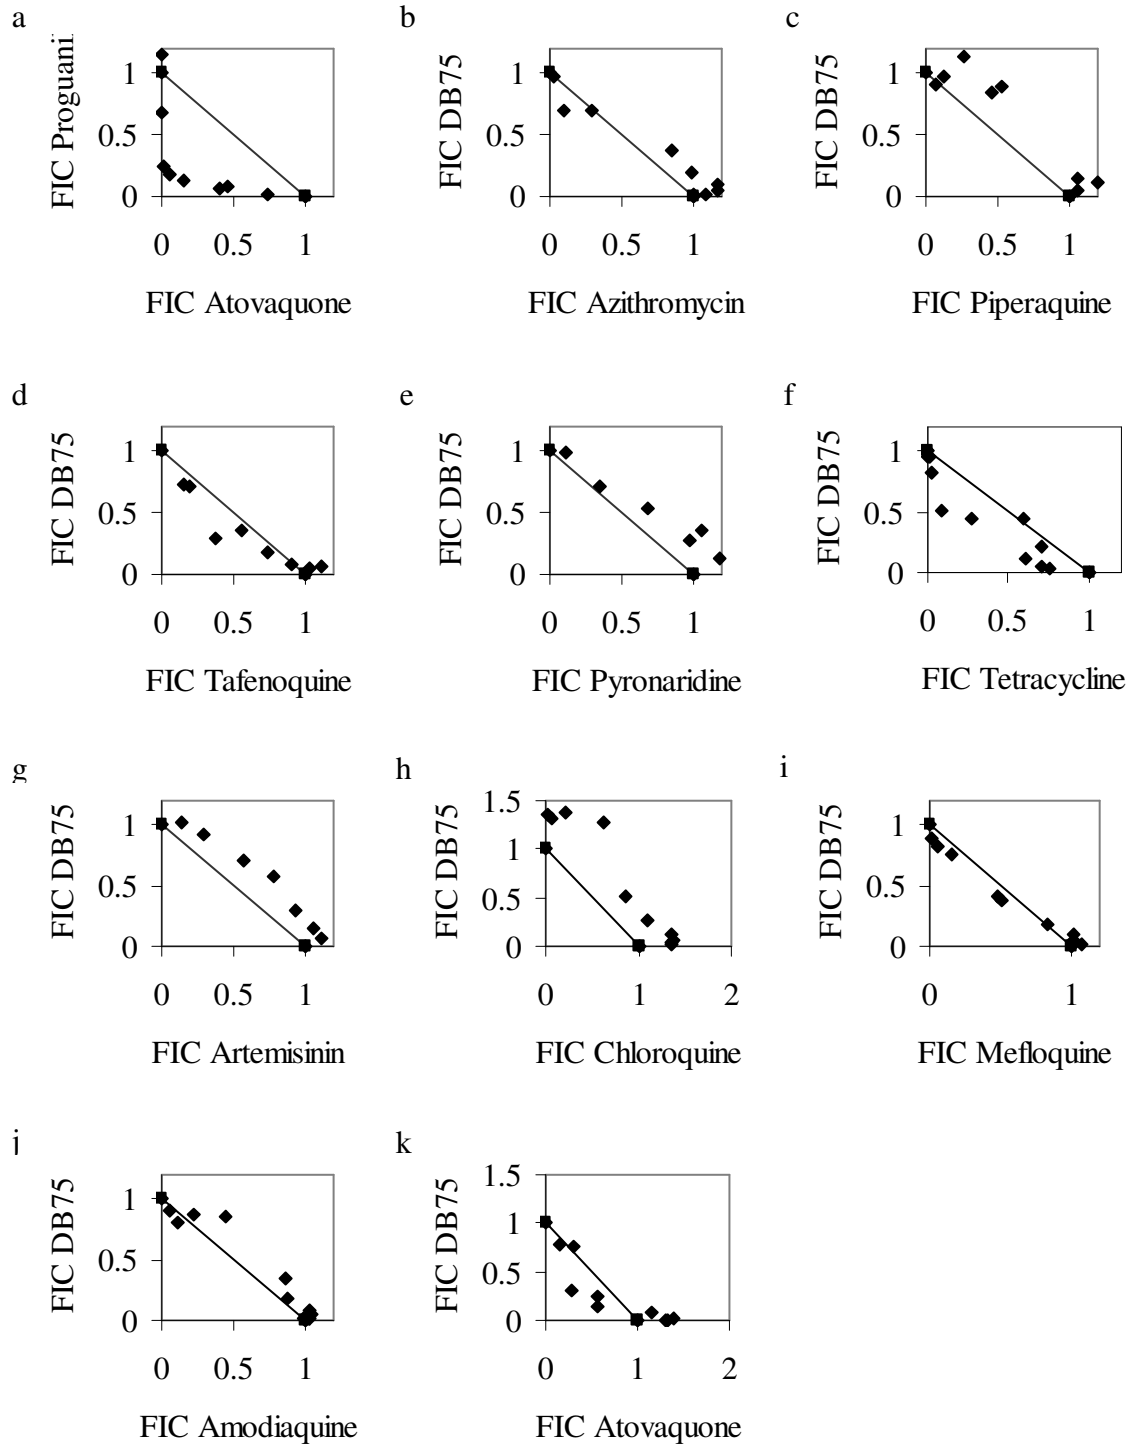 a
FIC Proguani
1
0.5
0
0 0.5 1
FIC Atovaquone
b
FIC DB75
1
0.5
0
0 0.5 1
FIC Azithromycin
c
FIC DB75
1
0.5
0
0 0.5 1
FIC Piperaquine
d
FIC DB75
1
0.5
0
0 0.5 1
FIC Tafenoquine
e
FIC DB75
1
0.5
0
0 0.5 1
FIC Pyronaridine
f
FIC DB75
1
0.5
0
0 0.5 1
FIC Tetracycline
g
FIC DB75
1
0.5
0
0 0.5 1
FIC Artemisinin
h
FIC DB75
1.5
1
0.5
0
0 1 2
FIC Chloroquine
i
FIC DB75
1
0.5
0
0 1
FIC Mefloquine
j
FIC DB75
1
0.5
0
0 0.5 1
FIC Amodiaquine
k
FIC DB75
1.5
1
0.5
0
0 1 2
FIC Atovaquone